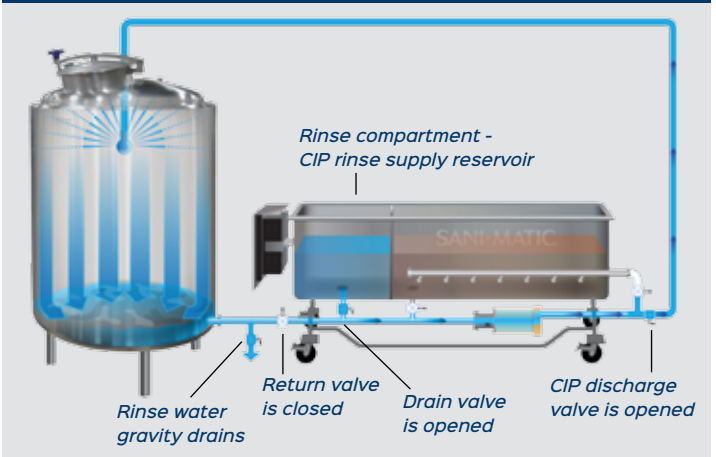 Rinse compartment -
CIP rinse supply reservoir
SANI-MATIC
Rinse water
gravity drains
Return valve
is closed
Drain valve
is opened
CIP discharge
valve is opened